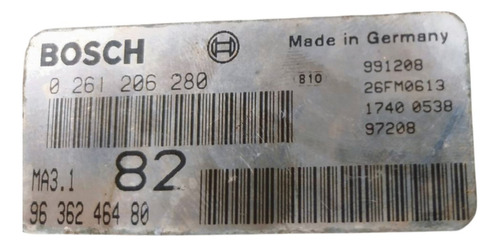 BOSCH
Made in Germany
0 261 206 280
B10
991208
26FM0613
1740 0538
97208
MA3.1
82
96 362 464 80